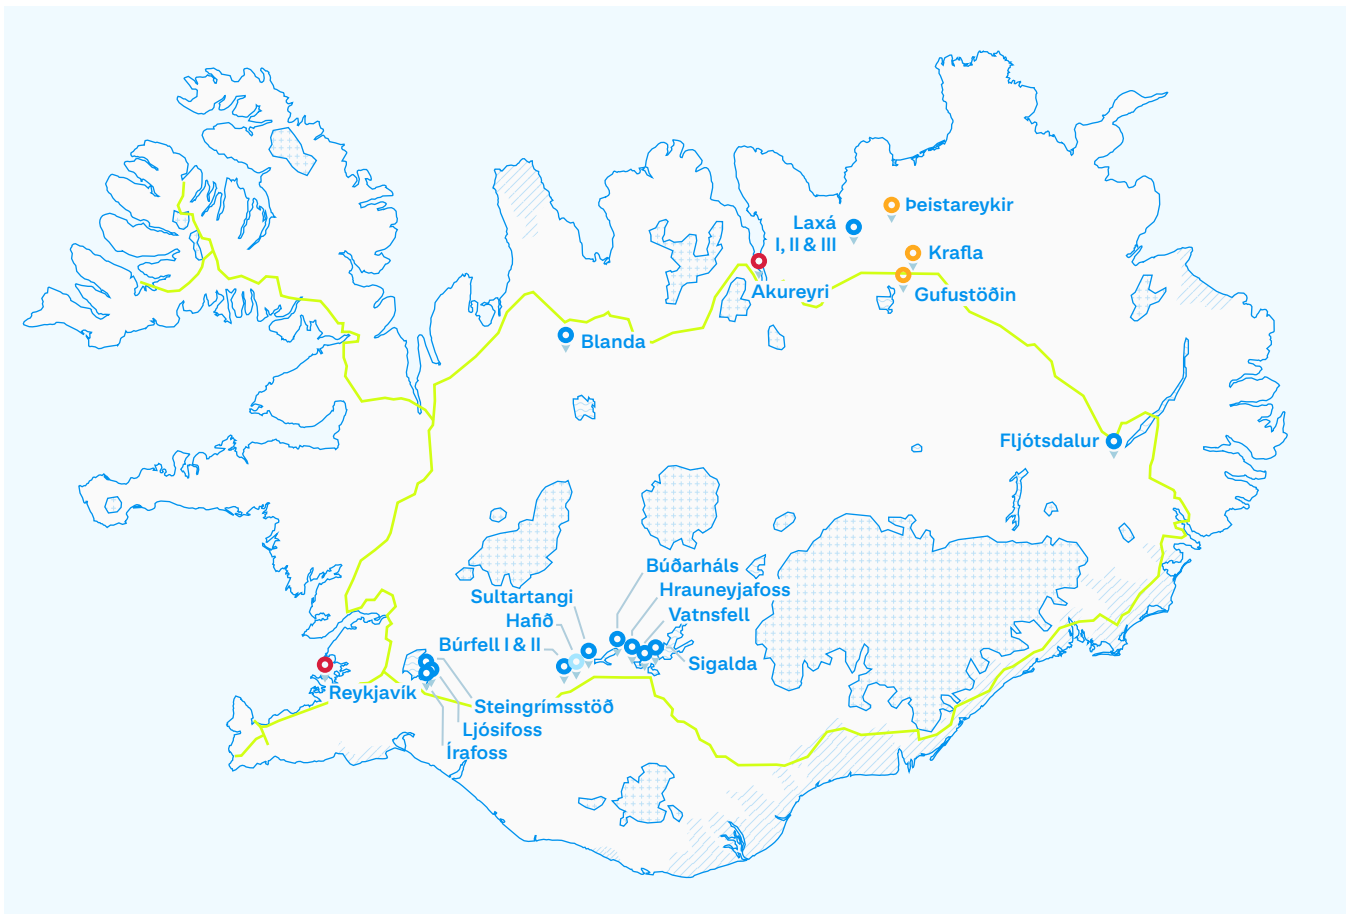 Þeistareykir
Laxá
I, II & III
Krafla
Akureyri
Gufustöðin
Blanda
Fljótsdalur
Búðarháls
Hrauneyjafoss
Sultartangi
Vatnsfell
Hafið
Búrfell I & II
Sigalda
Reykjavík
Steingrímsstöð
Ljósifoss
Írafoss